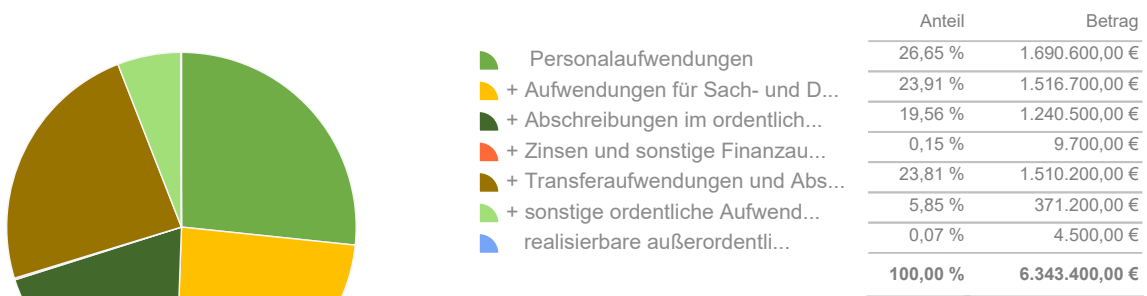 Anteil Betrag
Personalaufwendungen 26,65 % 1.690.600,00 €
+ Aufwendungen für Sach- und D... 23,91 % 1.516.700,00 €
+ Abschreibungen im ordentlich... 19,56 % 1.240.500,00 €
+ Zinsen und sonstige Finanzau... 0,15 % 9.700,00 €
+ Transferaufwendungen und Abs... 23,81 % 1.510.200,00 €
+ sonstige ordentliche Aufwend... 5,85 % 371.200,00 €
realisierbare außerordentli... 0,07 % 4.500,00 €
100,00 % 6.343.400,00 €